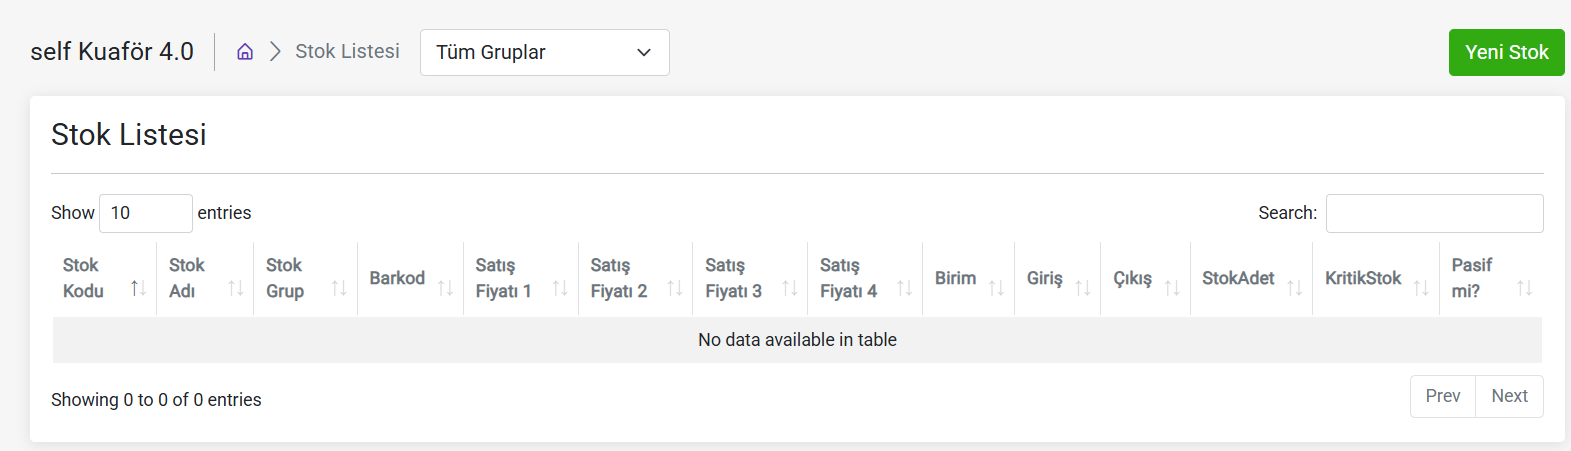 self Kuaför 4.0 Stok Listesi Tüm Gruplar Yeni Stok
Stok Listesi
Show 10 entries Search:
Stok Kodu Stok Adı Stok Grup Barkod Satış Fiyatı 1 Satış Fiyatı 2 Satış Fiyatı 3 Satış Fiyatı 4 Birim Giriş Çıkış StokAdet KritikStok Pasif mi?
No data available in table
Showing 0 to 0 of 0 entries Prev Next